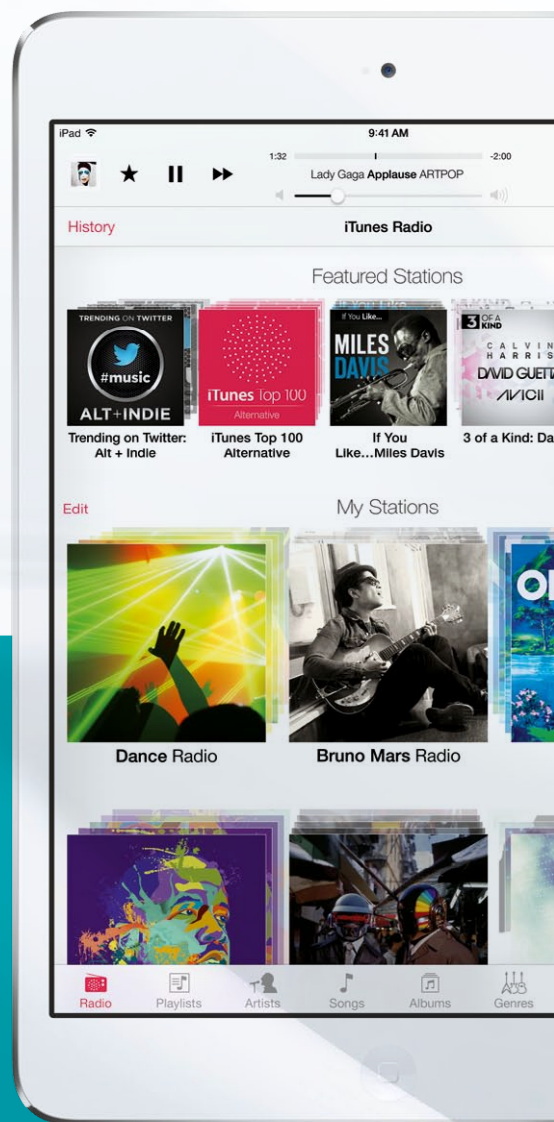 iPad
9:41 AM
1:32
-2:00
Lady Gaga Applause ARTPOP
History
iTunes Radio
Featured Stations
TRENDING ON TWITTER
#music
ALT+INDIE
iTunes Top 100
Alternative
If You Like...
MILES
DAVIS
3 OF A
KIND
CALVIN
HARRIS
DAVID GUETT
AVICII
Trending on Twitter:
Alt + Indie
iTunes Top 100
Alternative
If You
Like...Miles Davis
3 of a Kind: Da
Edit
My Stations
Dance Radio
Bruno Mars Radio
Radio
Playlists
Artists
Songs
Albums
Genres